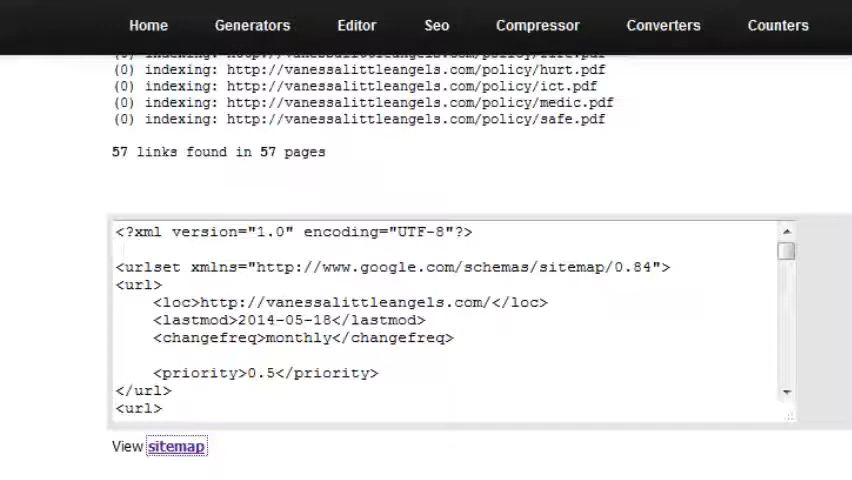 Home Generators Editor Seo Compressor Converters Counters
(0) indexing: http://vanessalittleangels.com/policy/hurt.pdf
(0) indexing: http://vanessalittleangels.com/policy/ict.pdf
(0) indexing: http://vanessalittleangels.com/policy/medic.pdf
(0) indexing: http://vanessalittleangels.com/policy/safe.pdf
57 links found in 57 pages
<?xml version="1.0" encoding="UTF-8"?>
<urlset xmlns="http://www.google.com/schemas/sitemap/0.84">
<url>
<loc>http://vanessalittleangels.com/</loc>
<lastmod>2014-05-18</lastmod>
<changefreq>monthly</changefreq>
<priority>0.5</priority>
</url>
<url>
View sitemap